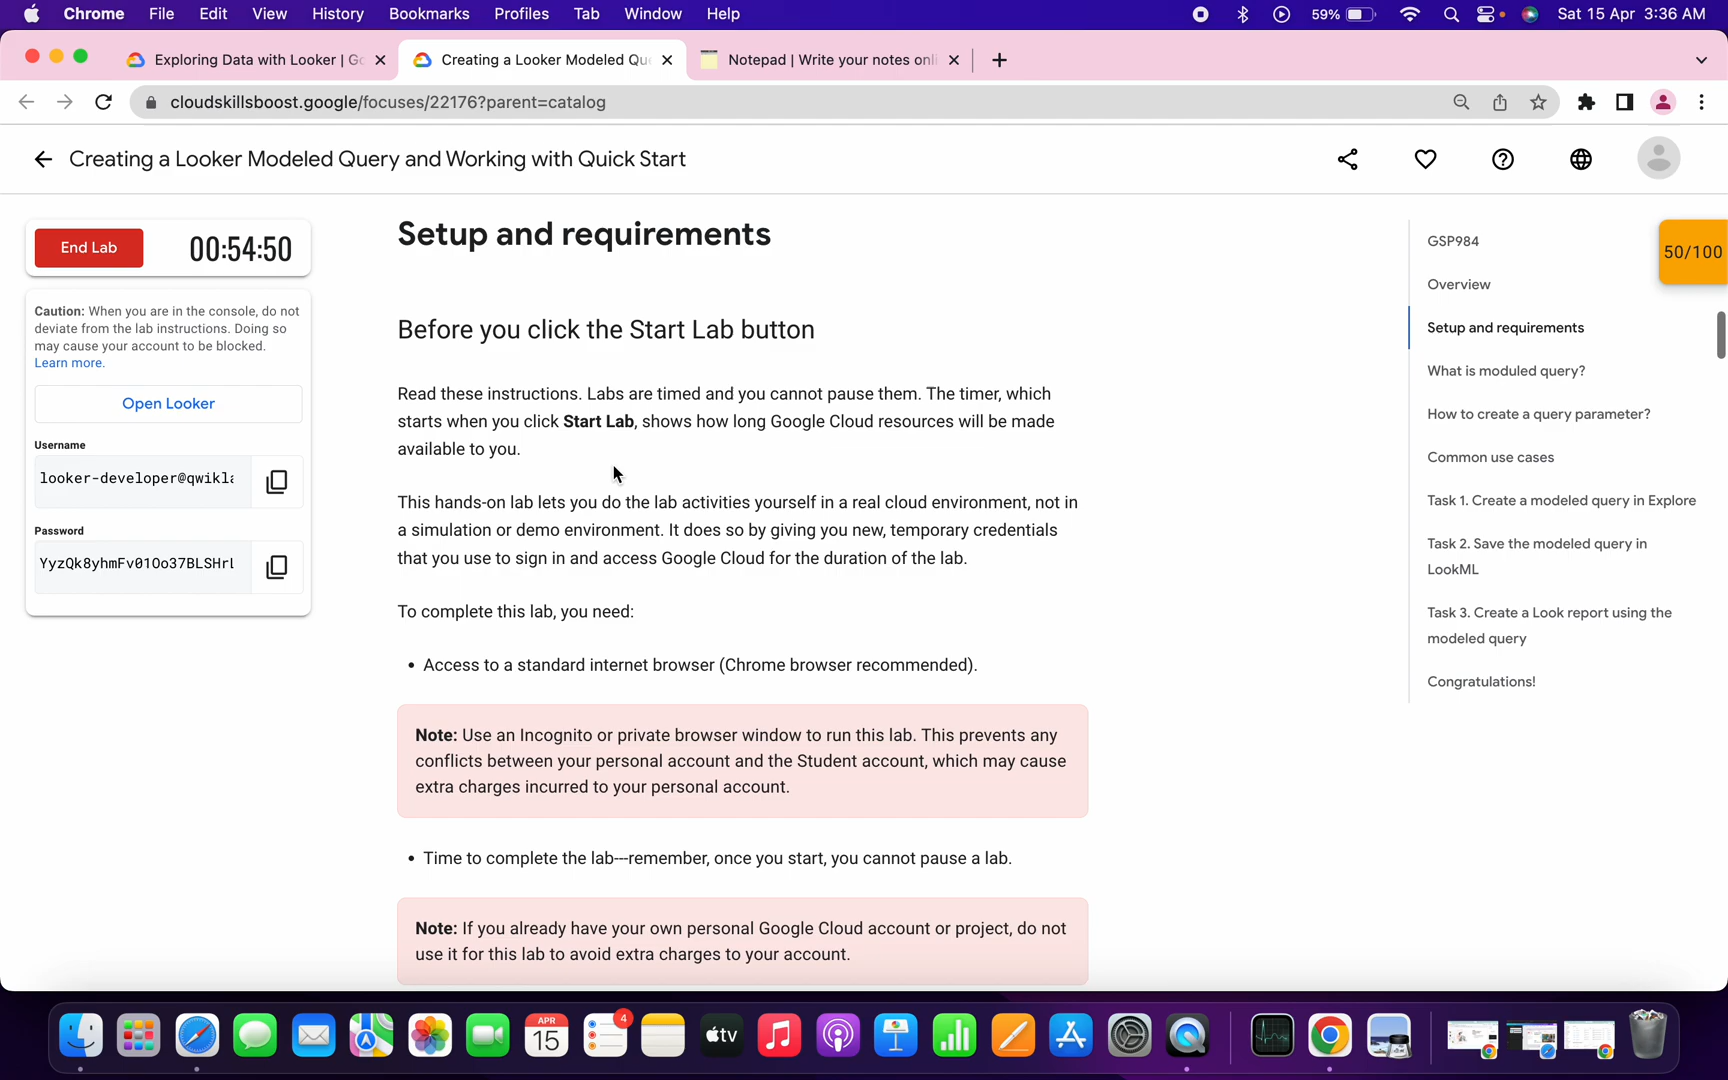 Chrome File Edit View History Bookmarks Profiles Tab Window Help 59% Sat 15 Apr 3:36 AM
Exploring Data with Looker | Go Creating a Looker Modeled Qu Notepad | Write your notes onli
cloudskillsboost.google/focuses/22176?parent=catalog
Creating a Looker Modeled Query and Working with Quick Start
End Lab 00:54:50
Caution: When you are in the console, do not
deviate from the lab instructions. Doing so
may cause your account to be blocked.
Learn more.
Open Looker
Username
looker-developer@qwikla
Password
YyzQk8yhmFv01Oo37BLSHrL
Setup and requirements
Before you click the Start Lab button
Read these instructions. Labs are timed and you cannot pause them. The timer, which
starts when you click Start Lab, shows how long Google Cloud resources will be made
available to you.
This hands-on lab lets you do the lab activities yourself in a real cloud environment, not in
a simulation or demo environment. It does so by giving you new, temporary credentials
that you use to sign in and access Google Cloud for the duration of the lab.
To complete this lab, you need:
• Access to a standard internet browser (Chrome browser recommended).
Note: Use an Incognito or private browser window to run this lab. This prevents any
conflicts between your personal account and the Student account, which may cause
extra charges incurred to your personal account.
• Time to complete the lab---remember, once you start, you cannot pause a lab.
Note: If you already have your own personal Google Cloud account or project, do not
use it for this lab to avoid extra charges to your account.
GSP984
Overview
Setup and requirements
What is moduled query?
How to create a query parameter?
Common use cases
Task 1. Create a modeled query in Explore
Task 2. Save the modeled query in
LookML
Task 3. Create a Look report using the
modeled query
Congratulations!
50/100
APR
15
4
tv